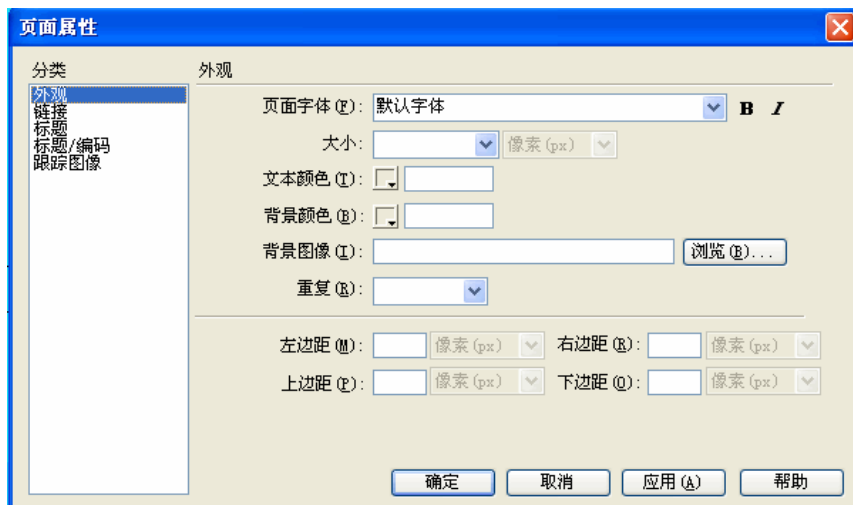 页面属性
分类
外观
链接
标题
标题/编码
跟踪图像
外观
页面字体(F): 默认字体 B I
大小: 像素(px)
文本颜色(T):
背景颜色(B):
背景图像(I): 浏览(B)...
重复(R):
左边距(M): 像素(px) 右边距(R): 像素(px)
上边距(P): 像素(px) 下边距(O): 像素(px)
确定 取消 应用(A) 帮助